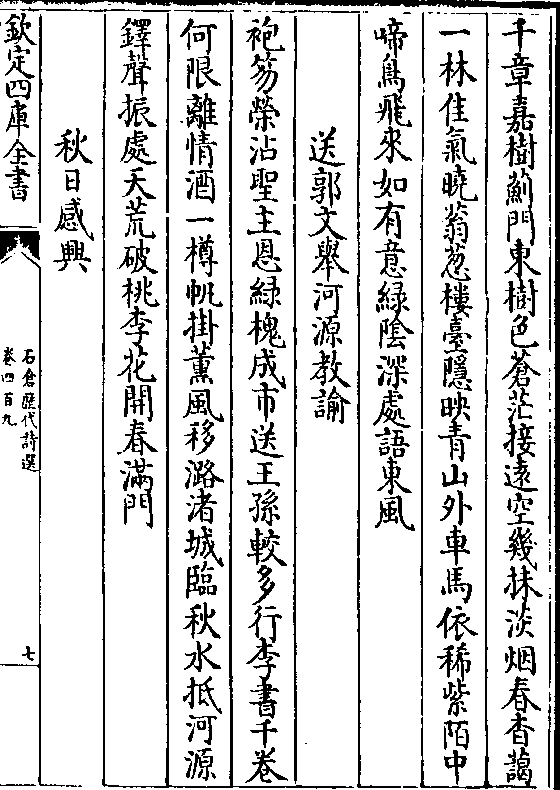 千章嘉樹薊門東樹色蒼茫接遠空幾抹淡烟春杳藹
一林佳氣曉蓊葱樓臺隱映青山外車馬依稀紫陌中
啼鳥飛來如有意緑陰深處語東風
送郭文舉河源教諭
袍笏榮沾聖主恩緑槐成市送王孫較多行李書千卷
何限離情酒一樽帆掛薰風移潞渚城臨秋水抵河源
鐸聲振處天荒破桃李花開春滿門
秋日感興
欽定四庫全書
石倉歷代詩選
卷四百九
七